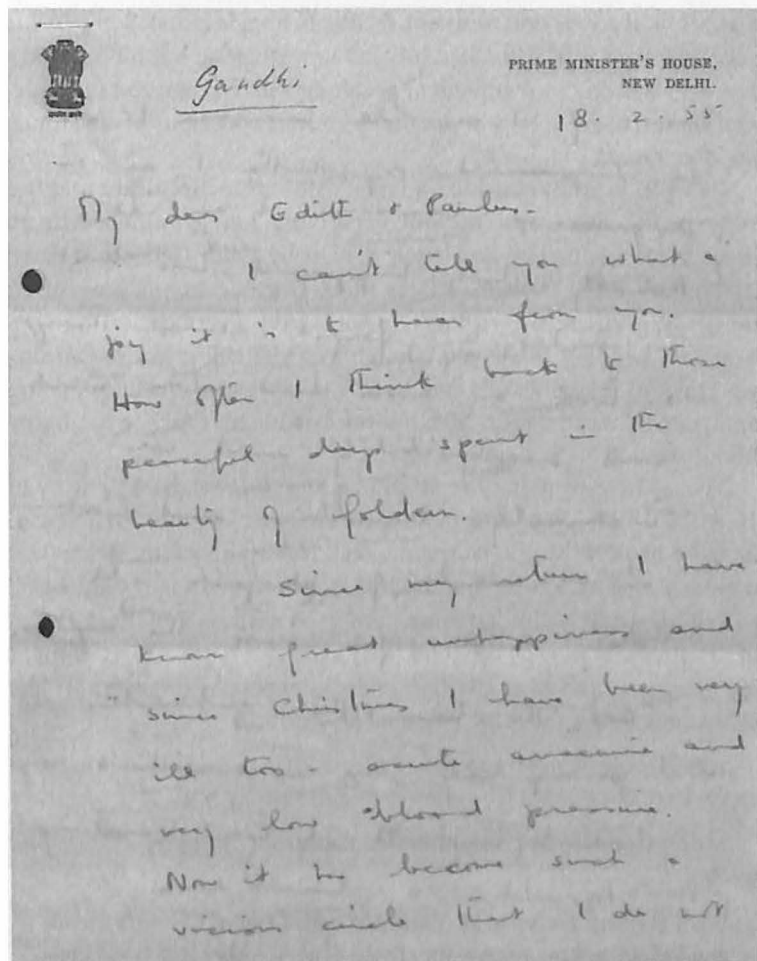 PRIME MINISTER'S HOUSE,
NEW DELHI.
Gandhi
18. 2. 55
My dear Edith &
I can't tell you what a
joy it is to hear from you.
How often I think back to those
peaceful days spent in the
beauty of
Since my return I have
known great unhappiness and
since Christmas I have been very
ill too - acute anaemia and
very low blood pressure.
Now it has become such a
vicious circle that I do not